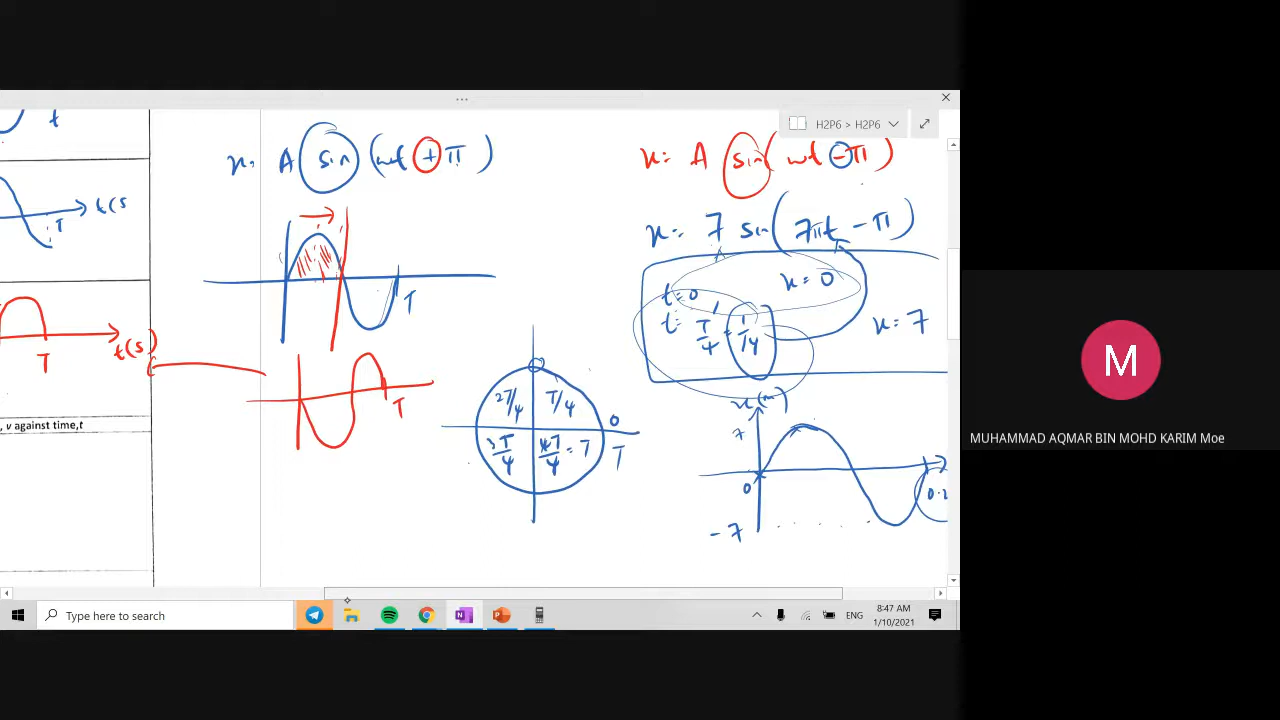 H2P6 > H2P6
t
T
t(s
T
t(s)
, v against time,t
x = A sin (ωt + π)
T
T
2T/4
T/4
3T/4
4T/4 = T
0
T
x = A sin (ωt - π)
x = 7 sin (7πt - π)
t = 0
x = 0
t = T/4 = 1/14
x = 7
x(m)
7
0
-7
Type here to search
ENG
8:47 AM
1/10/2021
M
MUHAMMAD AQMAR BIN MOHD KARIM Moe